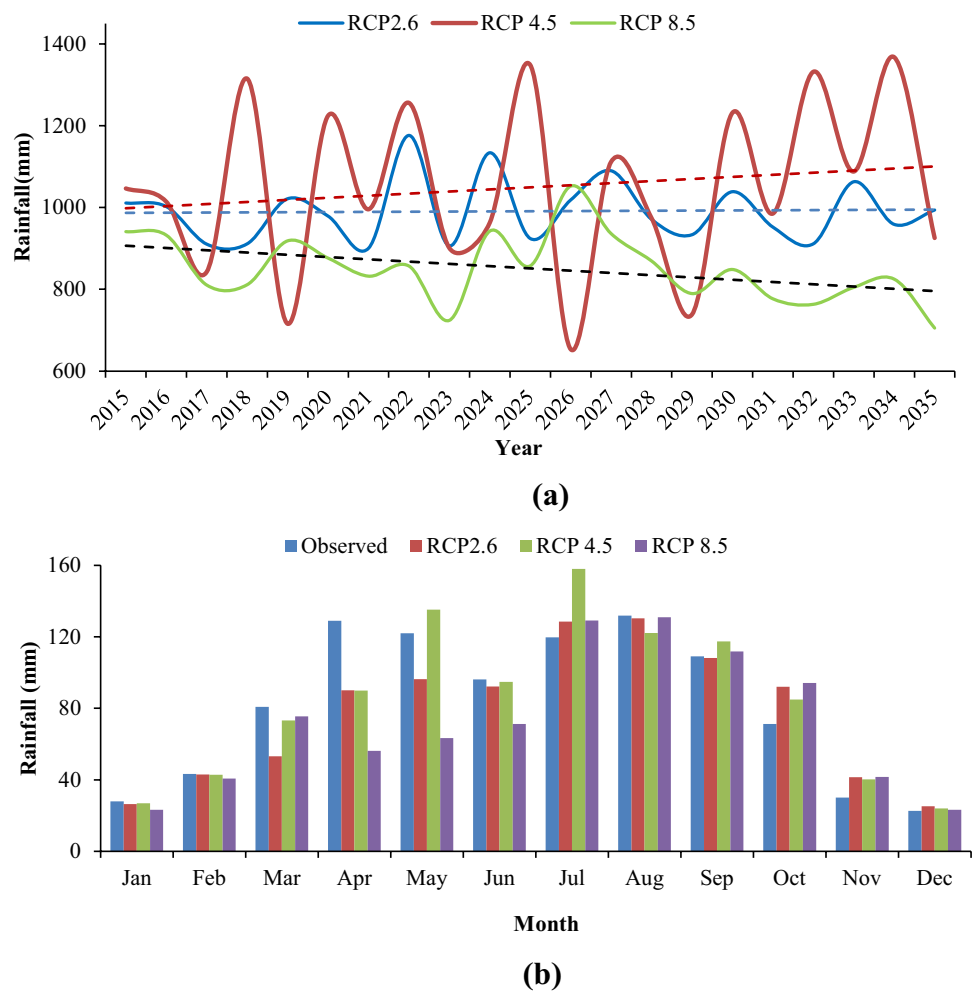 RCP2.6 RCP 4.5 RCP 8.5
1400
1200
1000
800
600
Rainfall(mm)
2015 2016 2017 2018 2019 2020 2021 2022 2023 2024 2025 2026 2027 2028 2029 2030 2031 2032 2033 2034 2035
Year
(a)
Observed RCP2.6 RCP 4.5 RCP 8.5
160
120
80
40
0
Rainfall (mm)
Jan Feb Mar Apr May Jun Jul Aug Sep Oct Nov Dec
Month
(b)